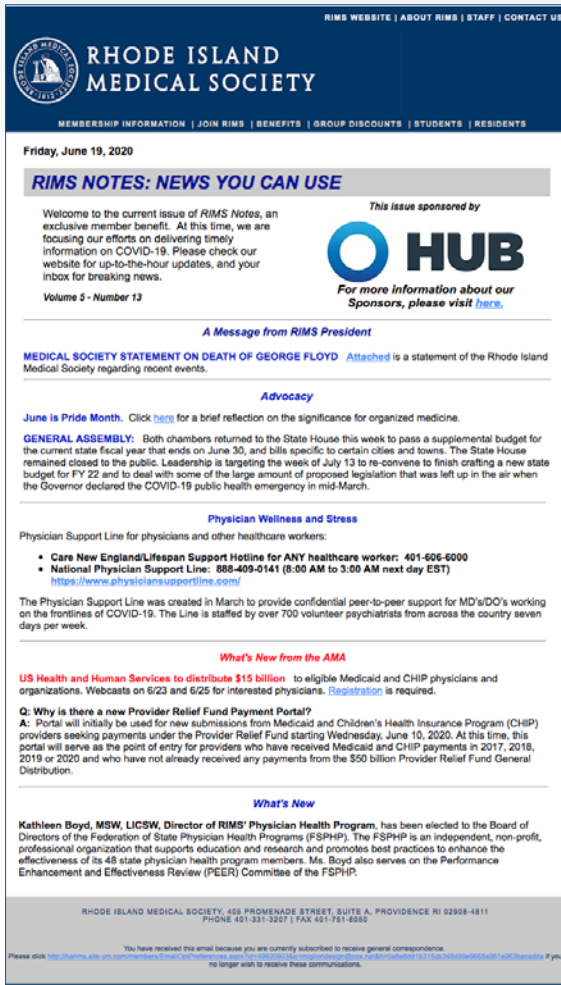 RIMS WEBSITE | ABOUT RIMS | STAFF | CONTACT US
RHODE ISLAND
MEDICAL SOCIETY
RHODE ISLAND MEDICAL SOCIETY
1812
MEMBERSHIP INFORMATION | JOIN RIMS | BENEFITS | GROUP DISCOUNTS | STUDENTS | RESIDENTS
Friday, June 19, 2020
RIMS NOTES: NEWS YOU CAN USE
Welcome to the current issue of RIMS Notes, an
exclusive member benefit. At this time, we are
focusing our efforts on delivering timely
information on COVID-19. Please check our
website for up-to-the-hour updates, and your
inbox for breaking news.
Volume 5 - Number 13
This issue sponsored by
HUB
For more information about our
Sponsors, please visit here.
A Message from RIMS President
MEDICAL SOCIETY STATEMENT ON DEATH OF GEORGE FLOYD Attached is a statement of the Rhode Island
Medical Society regarding recent events.
Advocacy
June is Pride Month. Click here for a brief reflection on the significance for organized medicine.
GENERAL ASSEMBLY: Both chambers returned to the State House this week to pass a supplemental budget for
the current state fiscal year that ends on June 30, and bills specific to certain cities and towns. The State House
remained closed to the public. Leadership is targeting the week of July 13 to re-convene to finish crafting a new state
budget for FY 22 and to deal with some of the large amount of proposed legislation that was left up in the air when
the Governor declared the COVID-19 public health emergency in mid-March.
Physician Wellness and Stress
Physician Support Line for physicians and other healthcare workers:
• Care New England/Lifespan Support Hotline for ANY healthcare worker: 401-606-6000
• National Physician Support Line: 888-409-0141 (8:00 AM to 3:00 AM next day EST)
https://www.physiciansupportline.com/
The Physician Support Line was created in March to provide confidential peer-to-peer support for MD's/DO's working
on the frontlines of COVID-19. The Line is staffed by over 700 volunteer psychiatrists from across the country seven
days per week.
What's New from the AMA
US Health and Human Services to distribute $15 billion to eligible Medicaid and CHIP physicians and
organizations. Webcasts on 6/23 and 6/25 for interested physicians. Registration is required.
Q: Why is there a new Provider Relief Fund Payment Portal?
A: Portal will initially be used for new submissions from Medicaid and Children's Health Insurance Program (CHIP)
providers seeking payments under the Provider Relief Fund starting Wednesday, June 10, 2020. At this time, this
portal will serve as the point of entry for providers who have received Medicaid and CHIP payments in 2017, 2018,
2019 or 2020 and who have not already received any payments from the $50 billion Provider Relief Fund General
Distribution.
What's New
Kathleen Boyd, MSW, LICSW, Director of RIMS' Physician Health Program, has been elected to the Board of
Directors of the Federation of State Physician Health Programs (FSPHP). The FSPHP is an independent, non-profit,
professional organization that supports education and research and promotes best practices to enhance the
effectiveness of its 48 state physician health program members. Ms. Boyd also serves on the Performance
Enhancement and Effectiveness Review (PEER) Committee of the FSPHP.
RHODE ISLAND MEDICAL SOCIETY, 405 PROMENADE STREET, SUITE A, PROVIDENCE RI 02908-4811
PHONE 401-331-3207 | FAX 401-751-8050
You have received this email because you are currently subscribed to receive general correspondence.
Please click if you
no longer wish to receive these communications.